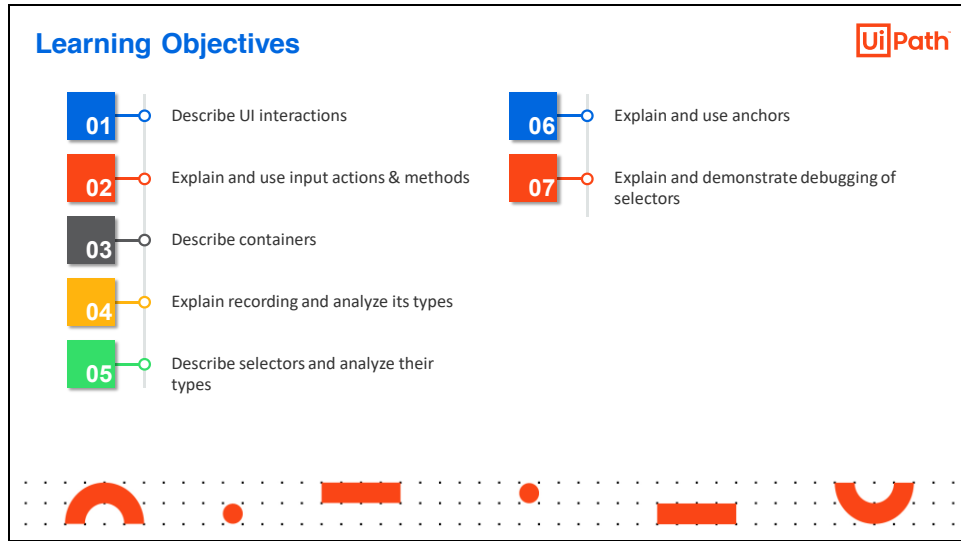 Learning Objectives
UiPath
01
Describe UI interactions
02
Explain and use input actions & methods
03
Describe containers
04
Explain recording and analyze its types
05
Describe selectors and analyze their
types
06
Explain and use anchors
07
Explain and demonstrate debugging of
selectors